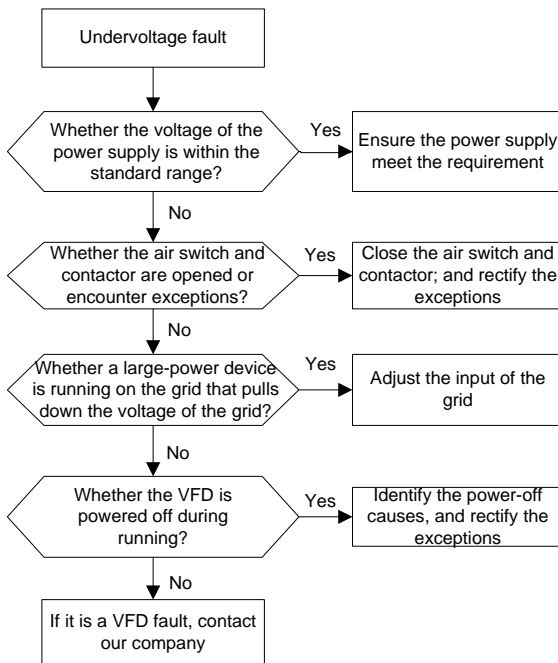 Undervoltage fault
Whether the voltage of the
power supply is within the
standard range?
Yes
Ensure the power supply
meet the requirement
No
Whether the air switch and
contactor are opened or
encounter exceptions?
Yes
Close the air switch and
contactor; and rectify the
exceptions
No
Whether a large-power device
is running on the grid that pulls
down the voltage of the grid?
Yes
Adjust the input of the
grid
No
Whether the VFD is
powered off during
running?
Yes
Identify the power-off
causes, and rectify the
exceptions
No
If it is a VFD fault, contact
our company